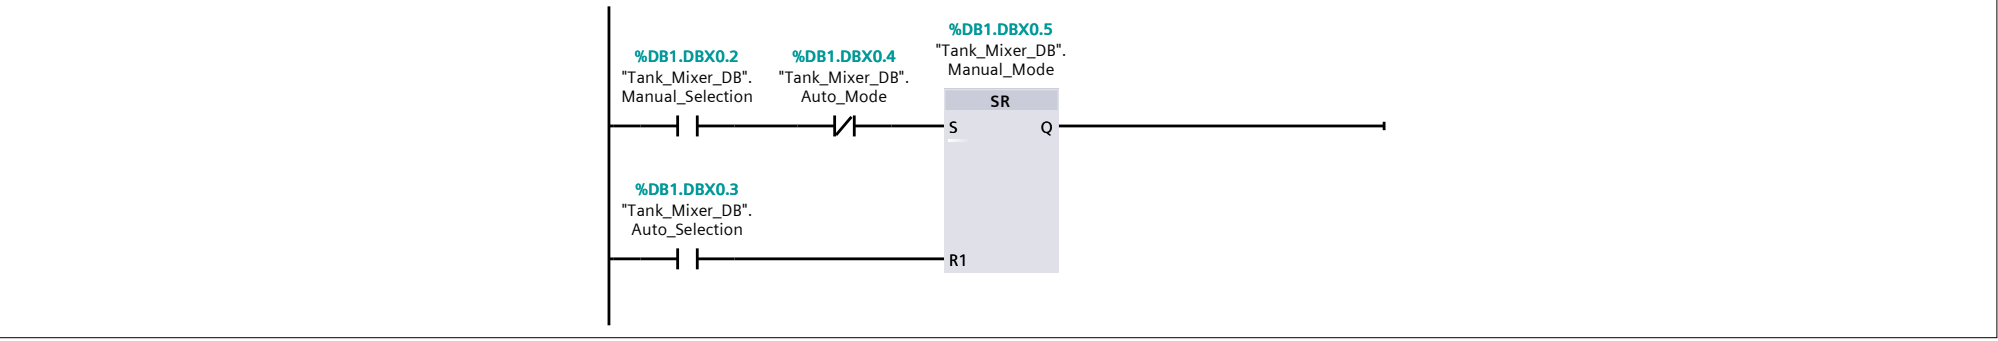 %DB1.DBX0.5
"Tank_Mixer_DB".
Manual_Mode
%DB1.DBX0.2
"Tank_Mixer_DB".
Manual_Selection
%DB1.DBX0.4
"Tank_Mixer_DB".
Auto_Mode
SR
S
Q
%DB1.DBX0.3
"Tank_Mixer_DB".
Auto_Selection
R1